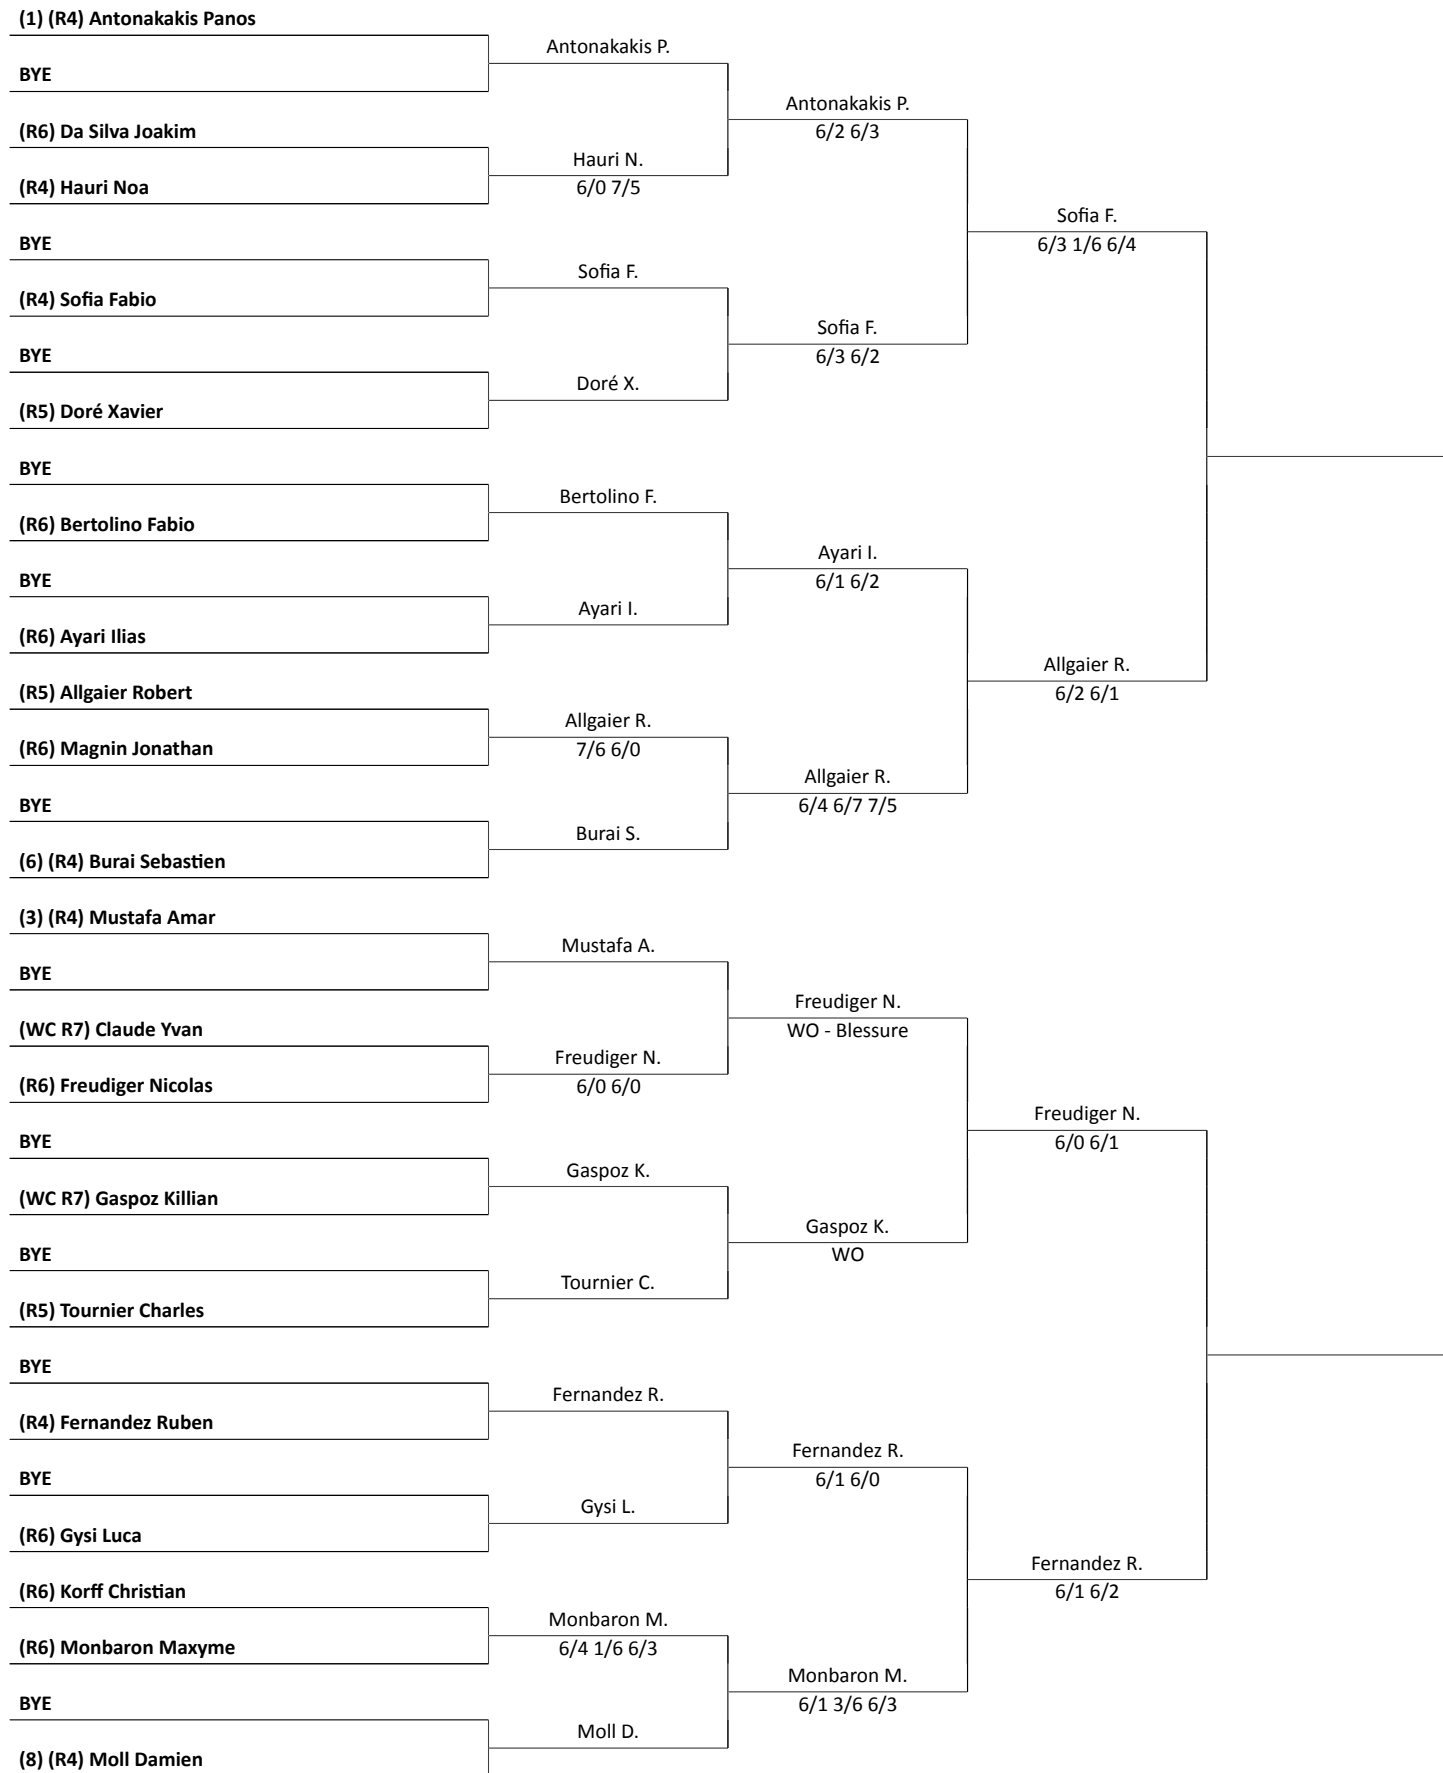 (1) (R4) Antonakakis Panos
Antonakakis P.
BYE
Antonakakis P.
6/2 6/3
(R6) Da Silva Joakim
Hauri N.
6/0 7/5
(R4) Hauri Noa
Sofia F.
6/3 1/6 6/4
BYE
Sofia F.
(R4) Sofia Fabio
Sofia F.
6/3 6/2
BYE
Doré X.
(R5) Doré Xavier
BYE
Bertolino F.
(R6) Bertolino Fabio
Ayari I.
6/1 6/2
BYE
Ayari I.
(R6) Ayari Ilias
Allgaier R.
6/2 6/1
(R5) Allgaier Robert
Allgaier R.
7/6 6/0
(R6) Magnin Jonathan
Allgaier R.
6/4 6/7 7/5
BYE
Burai S.
(6) (R4) Burai Sebastien
(3) (R4) Mustafa Amar
Mustafa A.
BYE
Freudiger N.
WO - Blessure
(WC R7) Claude Yvan
Freudiger N.
6/0 6/0
(R6) Freudiger Nicolas
Freudiger N.
6/0 6/1
BYE
Gaspoz K.
(WC R7) Gaspoz Killian
Gaspoz K.
WO
BYE
Tournier C.
(R5) Tournier Charles
BYE
Fernandez R.
(R4) Fernandez Ruben
Fernandez R.
6/1 6/0
BYE
Gysi L.
(R6) Gysi Luca
Fernandez R.
6/1 6/2
(R6) Korff Christian
Monbaron M.
6/4 1/6 6/3
(R6) Monbaron Maxyme
Monbaron M.
6/1 3/6 6/3
BYE
Moll D.
(8) (R4) Moll Damien